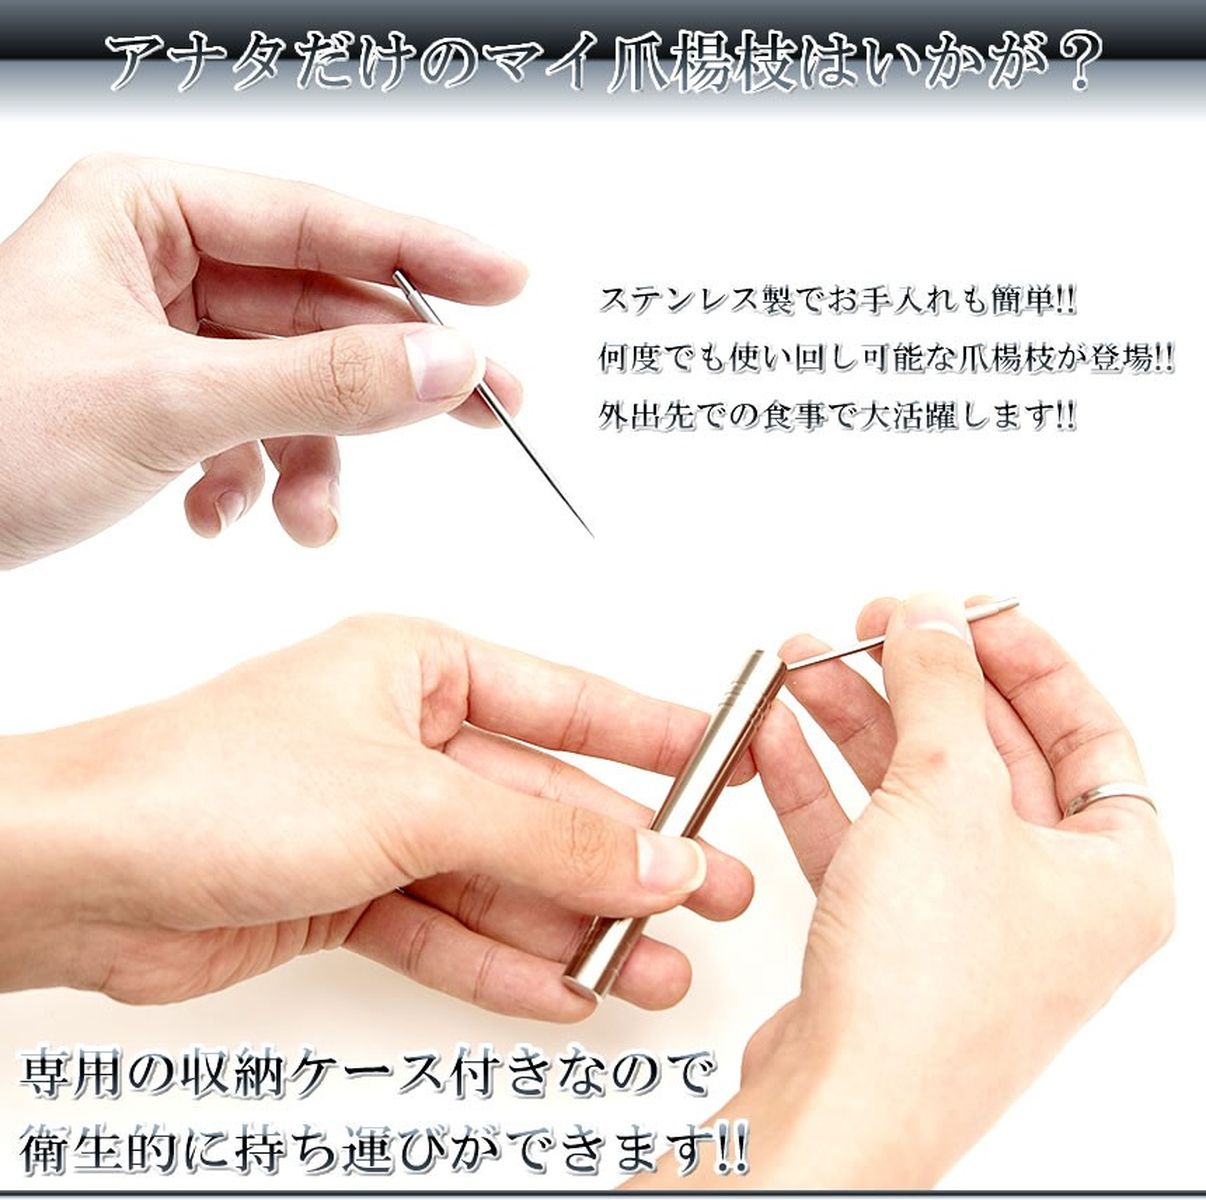 アナタだけのマイ爪楊枝はいかが？
ステンレス製でお手入れも簡単!!
何度でも使い回し可能な爪楊枝が登場!!
外出先での食事で大活躍します!!
専用の収納ケース付きなので
衛生的に持ち運びができます!!